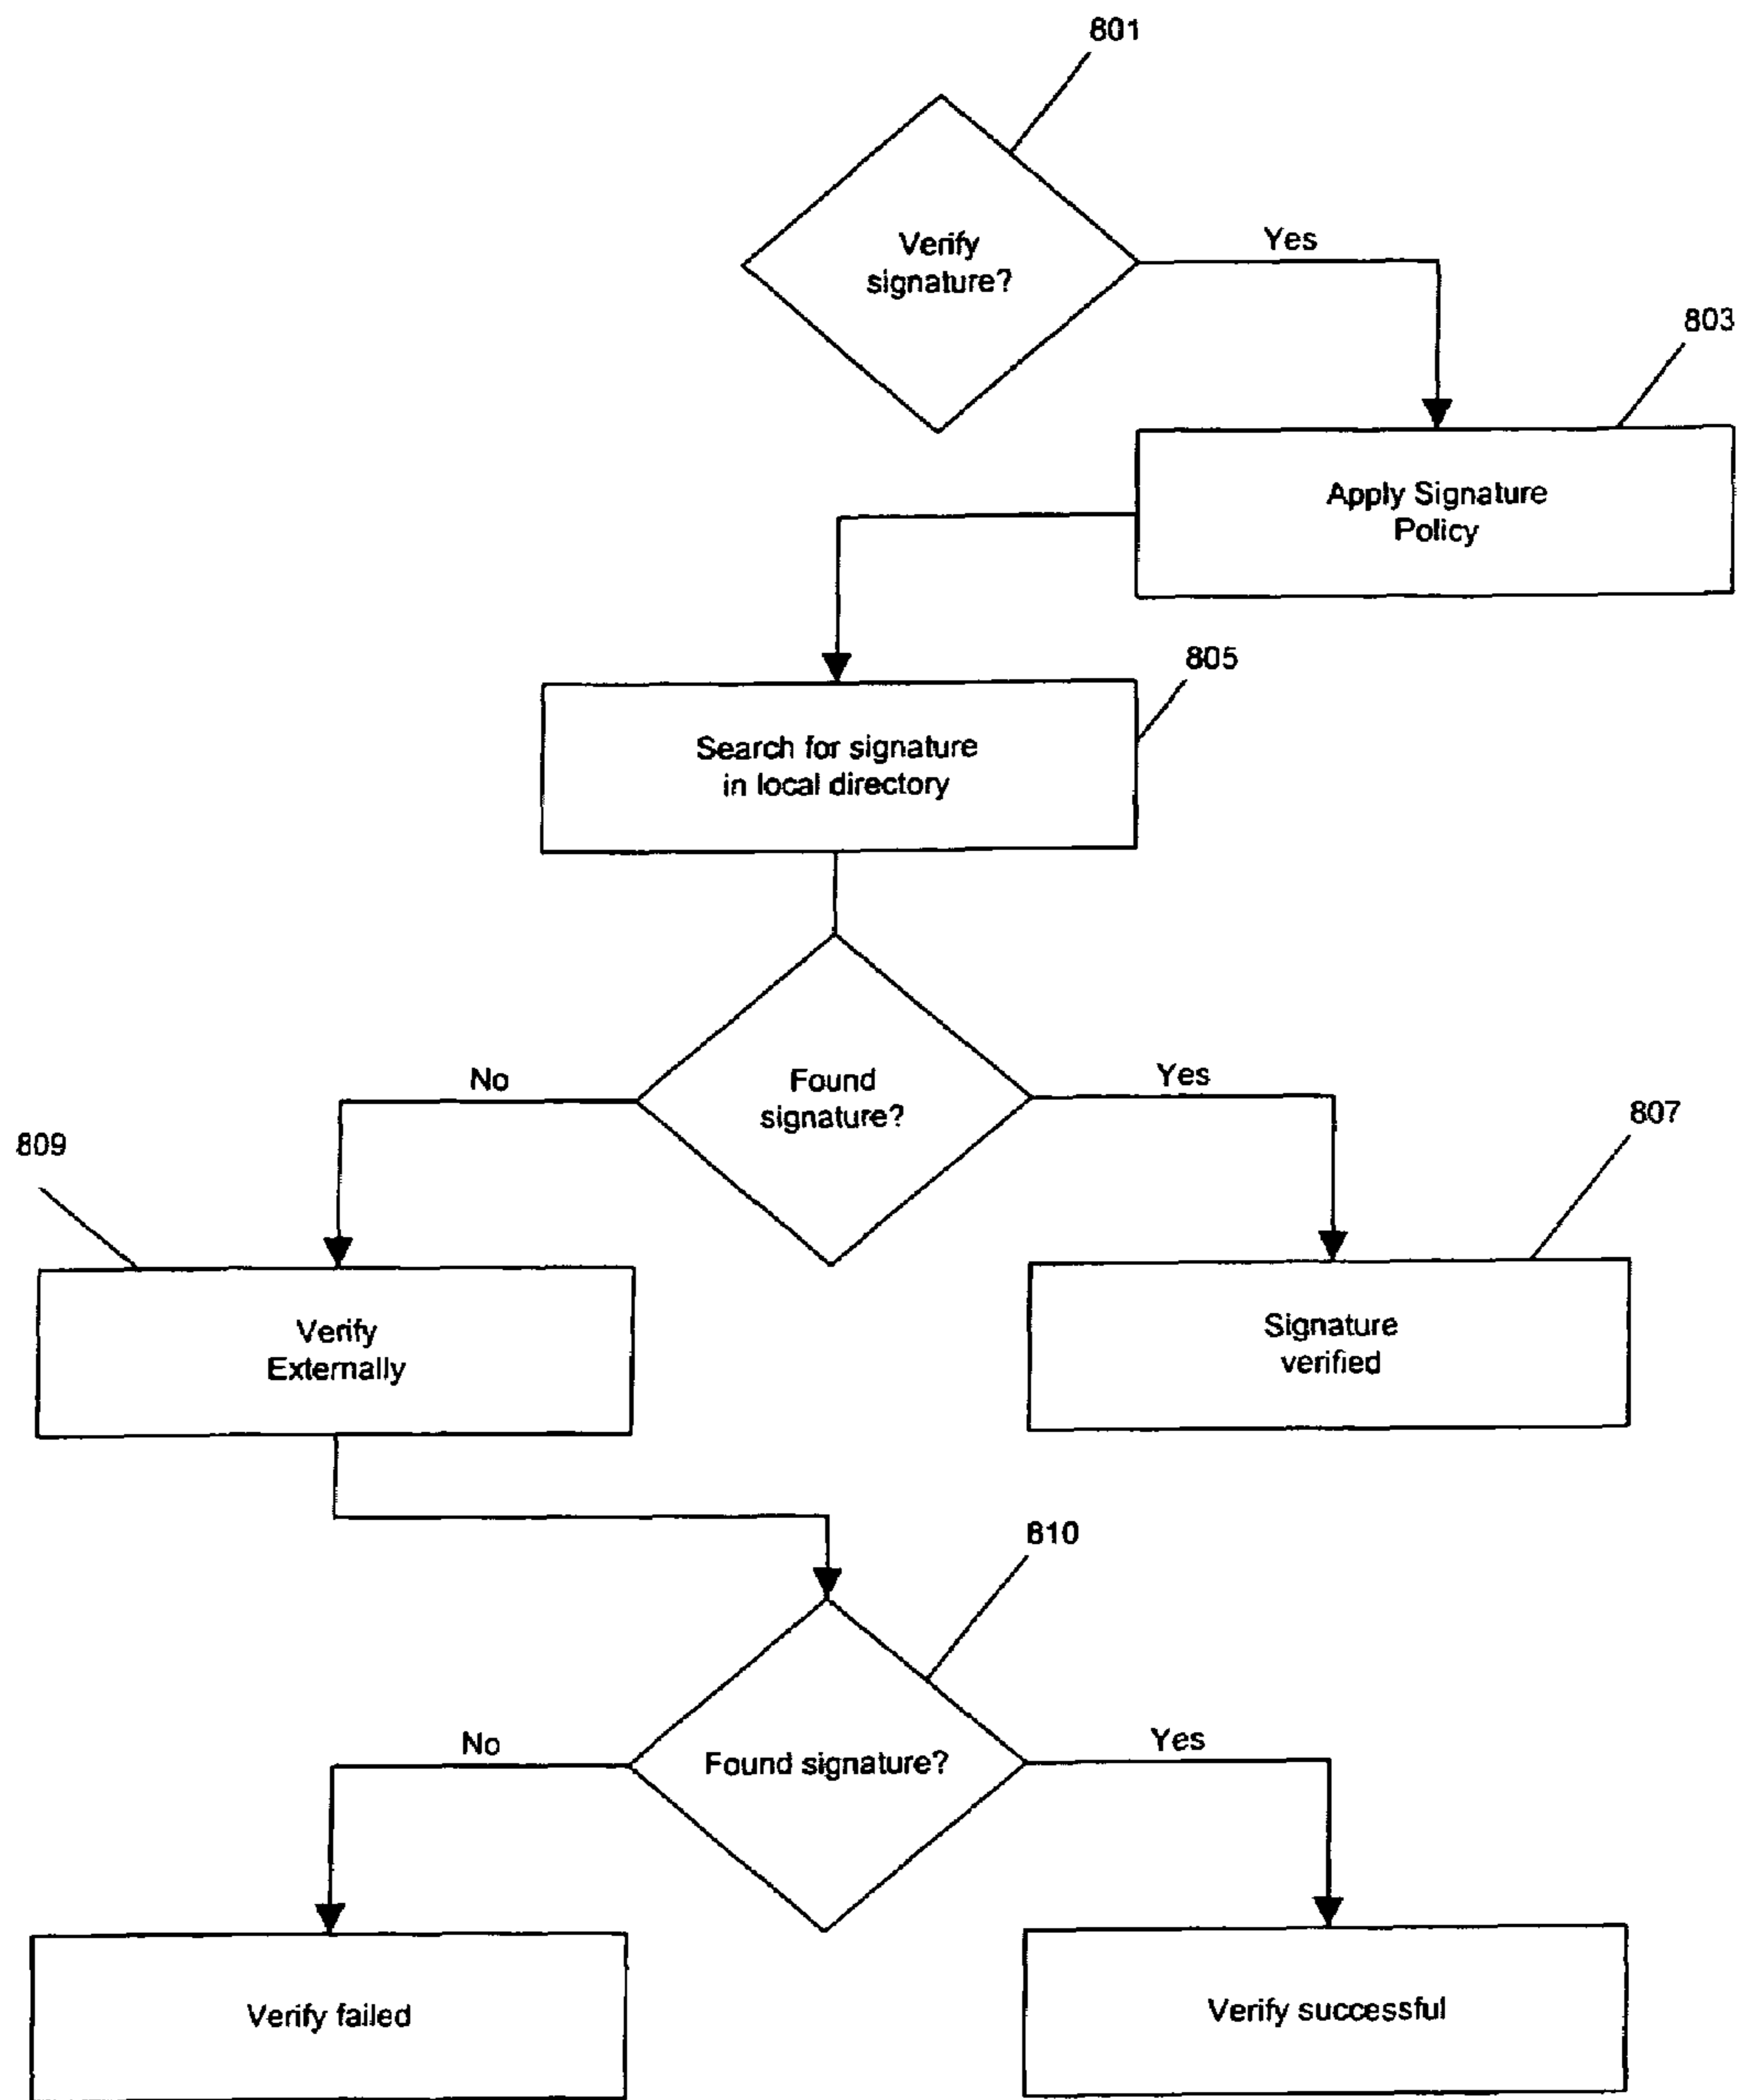 801
Verify
signature?
Yes
803
Apply Signature
Policy
805
Search for signature
in local directory
Found
signature?
No
Yes
807
809
Verify
Externally
Signature
verified
810
Found signature?
No
Yes
Verify failed
Verify successful